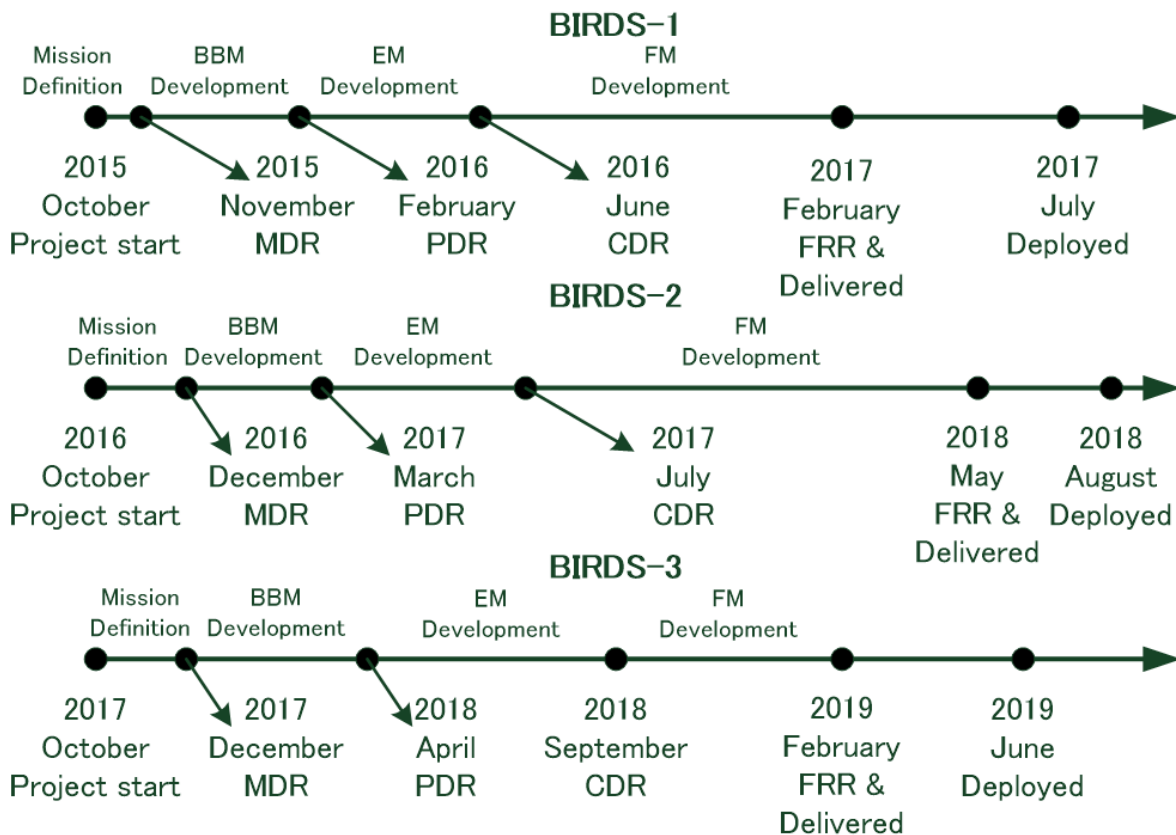 BIRDS-1
Mission
Definition
BBM
Development
EM
Development
FM
Development
2015
October
Project start
2015
November
MDR
2016
February
PDR
2016
June
CDR
2017
February
FRR &
Delivered
2017
July
Deployed
BIRDS-2
Mission
Definition
BBM
Development
EM
Development
FM
Development
2016
October
Project start
2016
December
MDR
2017
March
PDR
2017
July
CDR
2018
May
FRR &
Delivered
2018
August
Deployed
BIRDS-3
Mission
Definition
BBM
Development
EM
Development
FM
Development
2017
October
Project start
2017
December
MDR
2018
April
PDR
2018
September
CDR
2019
February
FRR &
Delivered
2019
June
Deployed